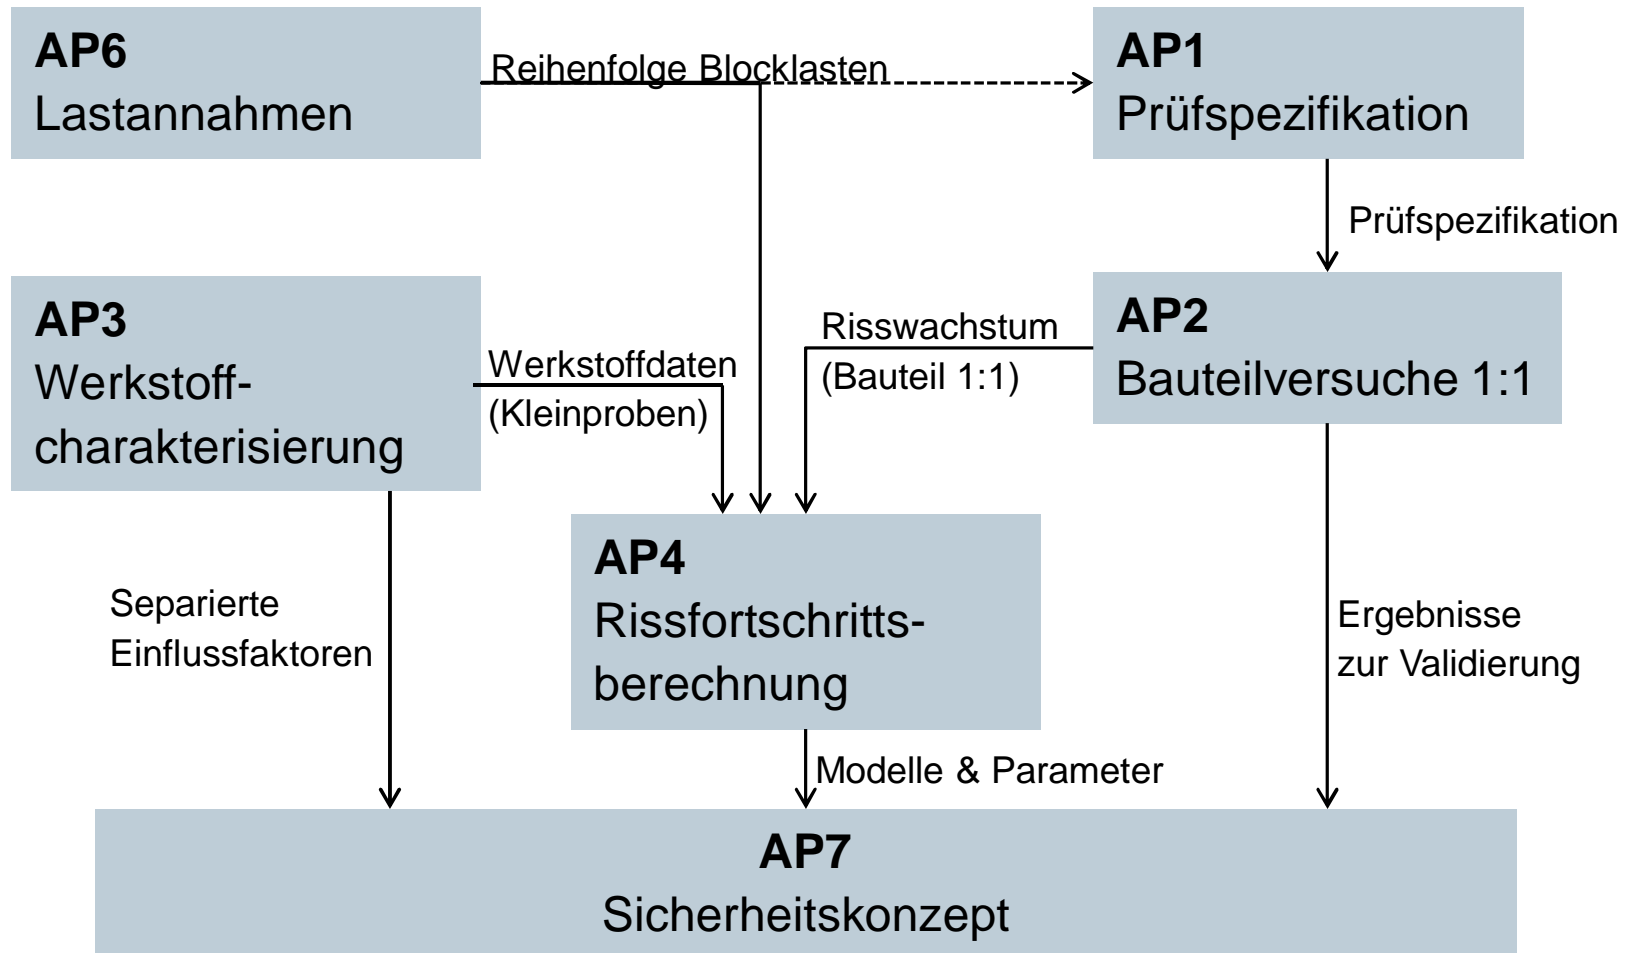 AP6
Lastannahmen
Reihenfolge Blocklasten
AP1
Prüfspezifikation
Prüfspezifikation
AP3
Werkstoff-
charakterisierung
Werkstoffdaten
(Kleinproben)
Risswachstum
(Bauteil 1:1)
AP2
Bauteilversuche 1:1
AP4
Rissfortschritts-
berechnung
Separierte
Einflussfaktoren
Ergebnisse
zur Validierung
Modelle & Parameter
AP7
Sicherheitskonzept